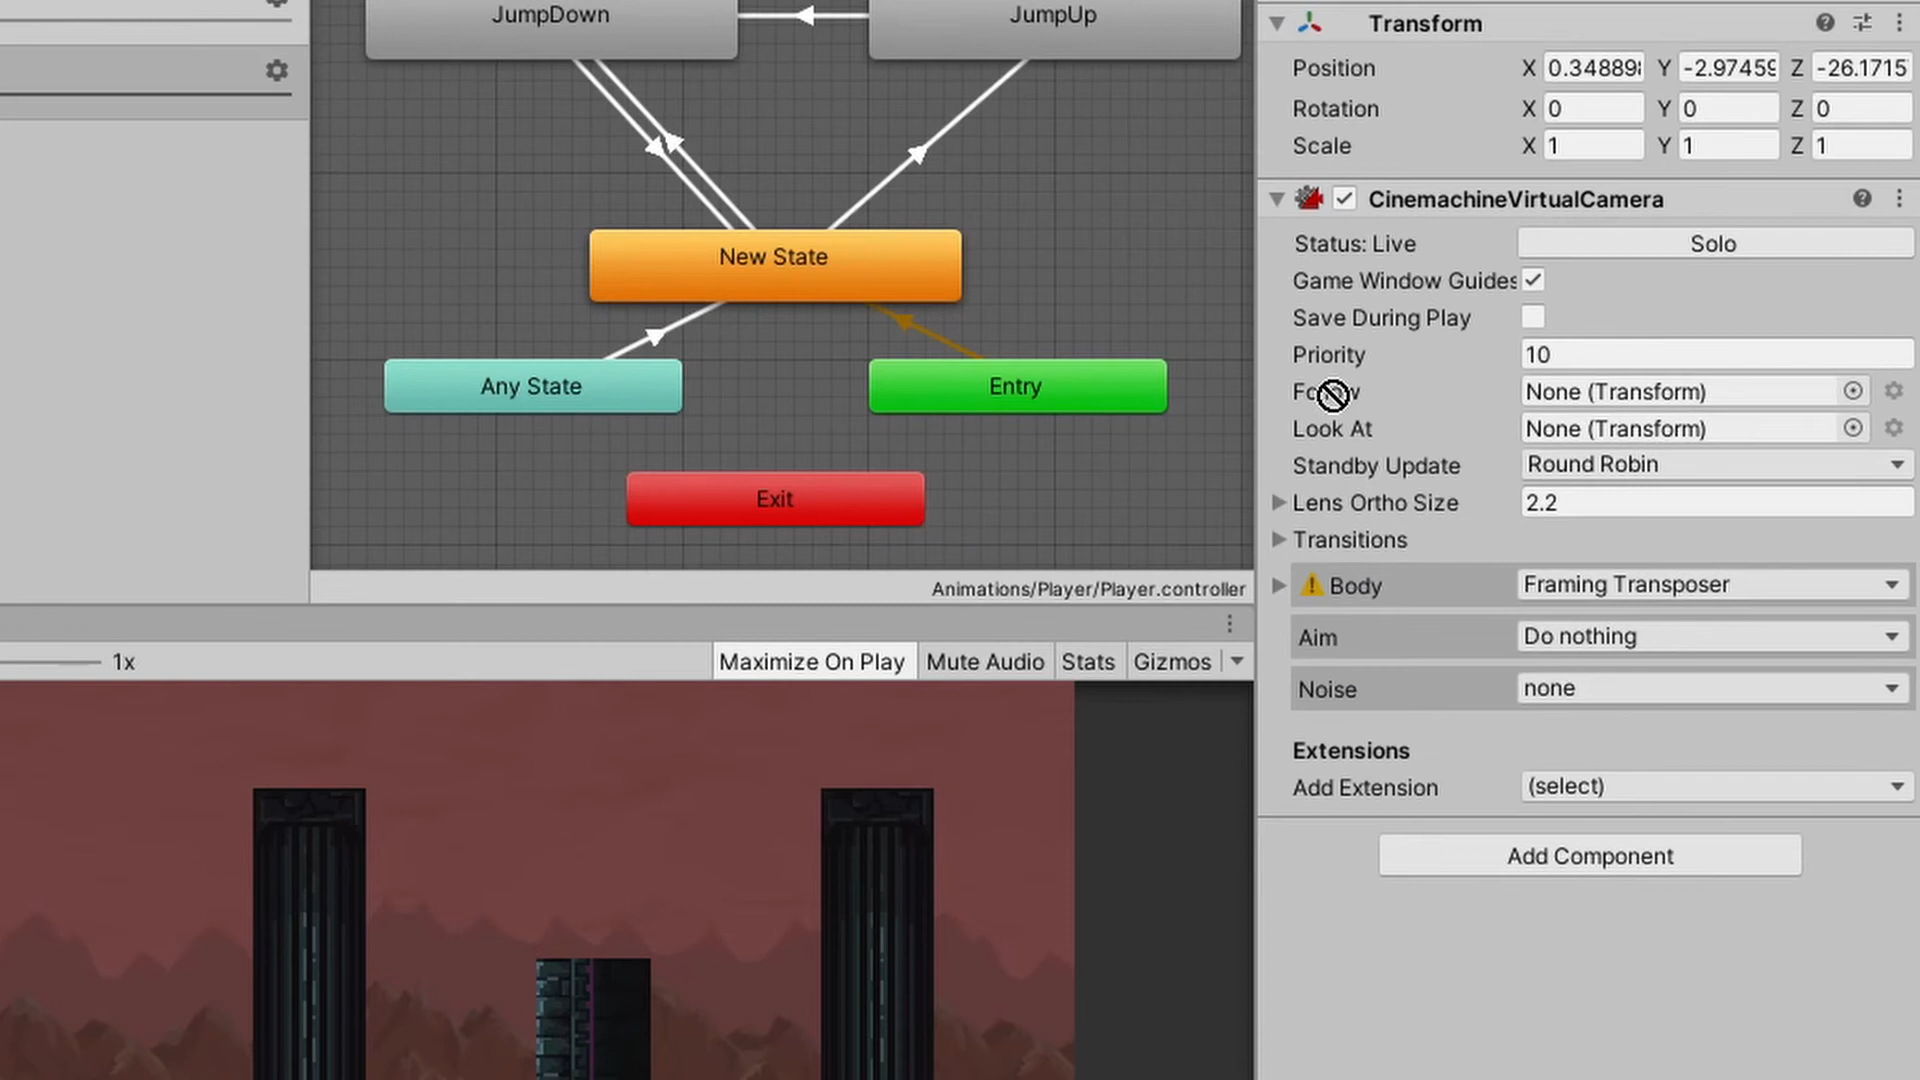 JumpDown
JumpUp
New State
Any State
Entry
Exit
Animations/Player/Player.controller
1x
Maximize On Play
Mute Audio
Stats
Gizmos
Transform
Position X 0.34889 Y -2.97459 Z -26.1715
Rotation X 0 Y 0 Z 0
Scale X 1 Y 1 Z 1
CinemachineVirtualCamera
Status: Live Solo
Game Window Guides
Save During Play
Priority 10
Follow None (Transform)
Look At None (Transform)
Standby Update Round Robin
Lens Ortho Size 2.2
Transitions
Body Framing Transposer
Aim Do nothing
Noise none
Extensions
Add Extension (select)
Add Component